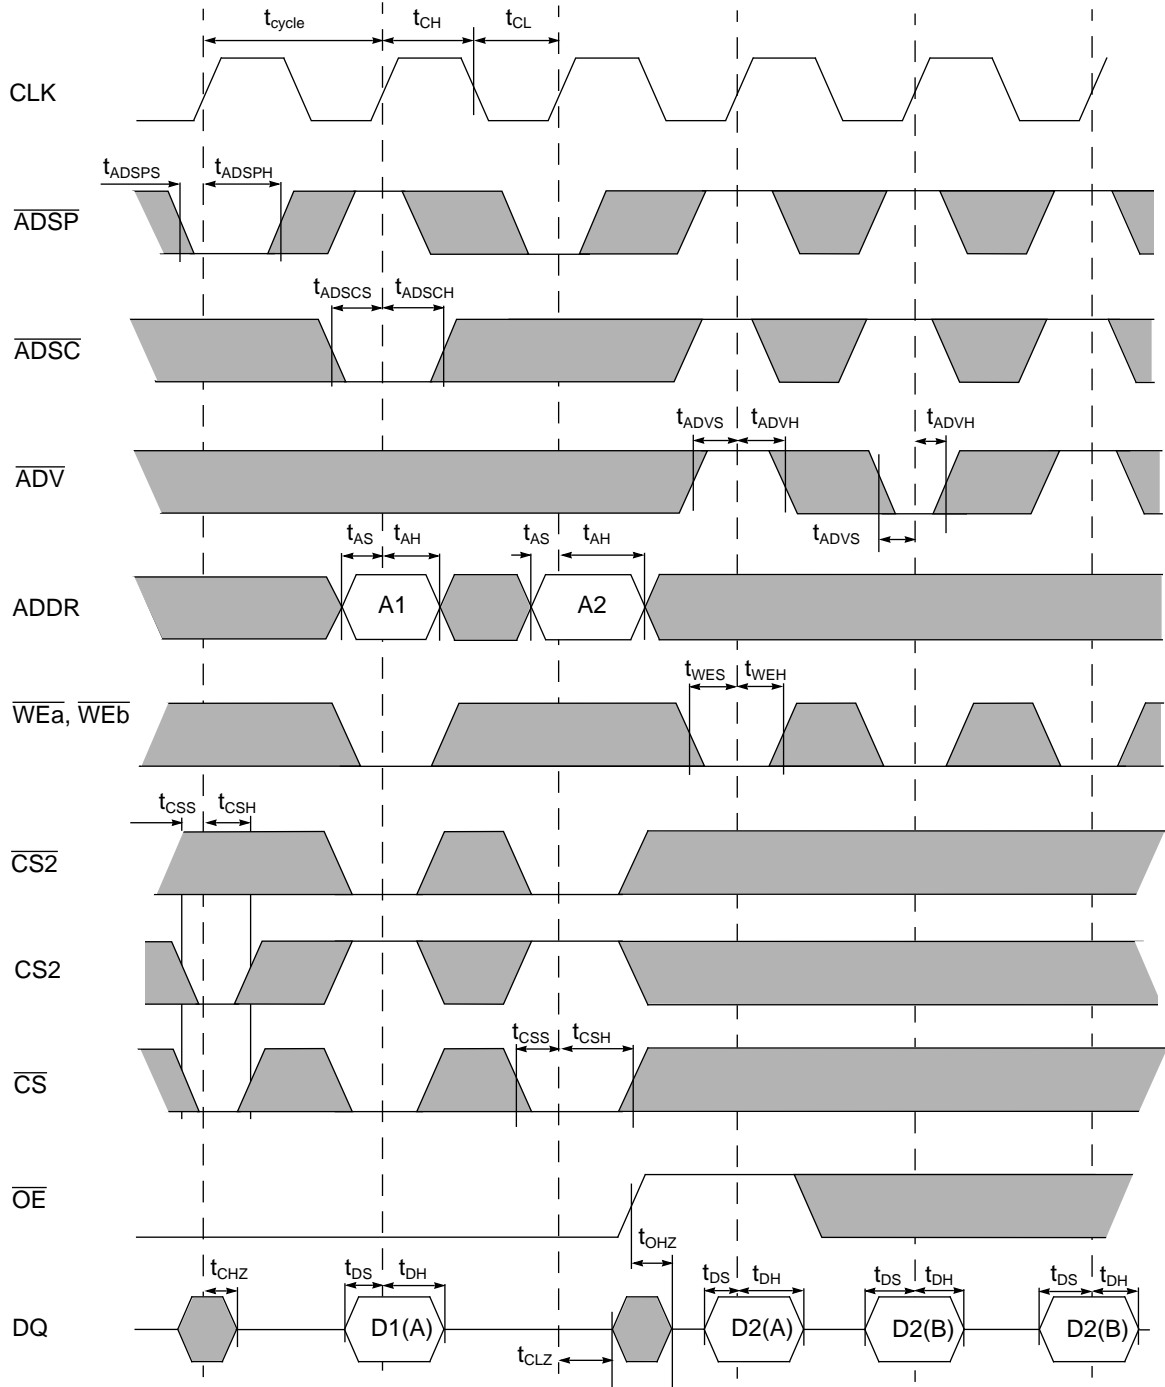 tcycle tCH tCL
CLK
tADSPS tADSPH
ADSP
tADSCS tADSCH
ADSC
tADVS tADVH tADVH
ADV
tADVS
tAS tAH tAS tAH
ADDR A1 A2
tWES tWEH
WEa, WEb
tCSS tCSH
CS2
CS2
tCSS tCSH
CS
OE
tOHZ
tCHZ tDS tDH tDS tDH tDS tDH tDS tDH
DQ D1(A) D2(A) D2(B) D2(B)
tCLZ